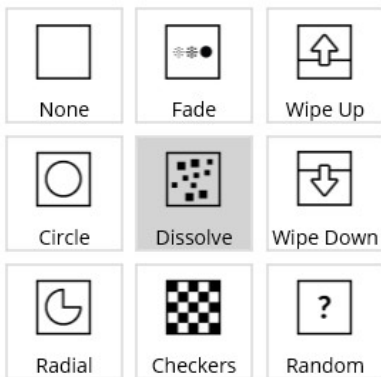 None
Fade
Wipe Up
Circle
Dissolve
Wipe Down
?
Radial
Checkers
Random